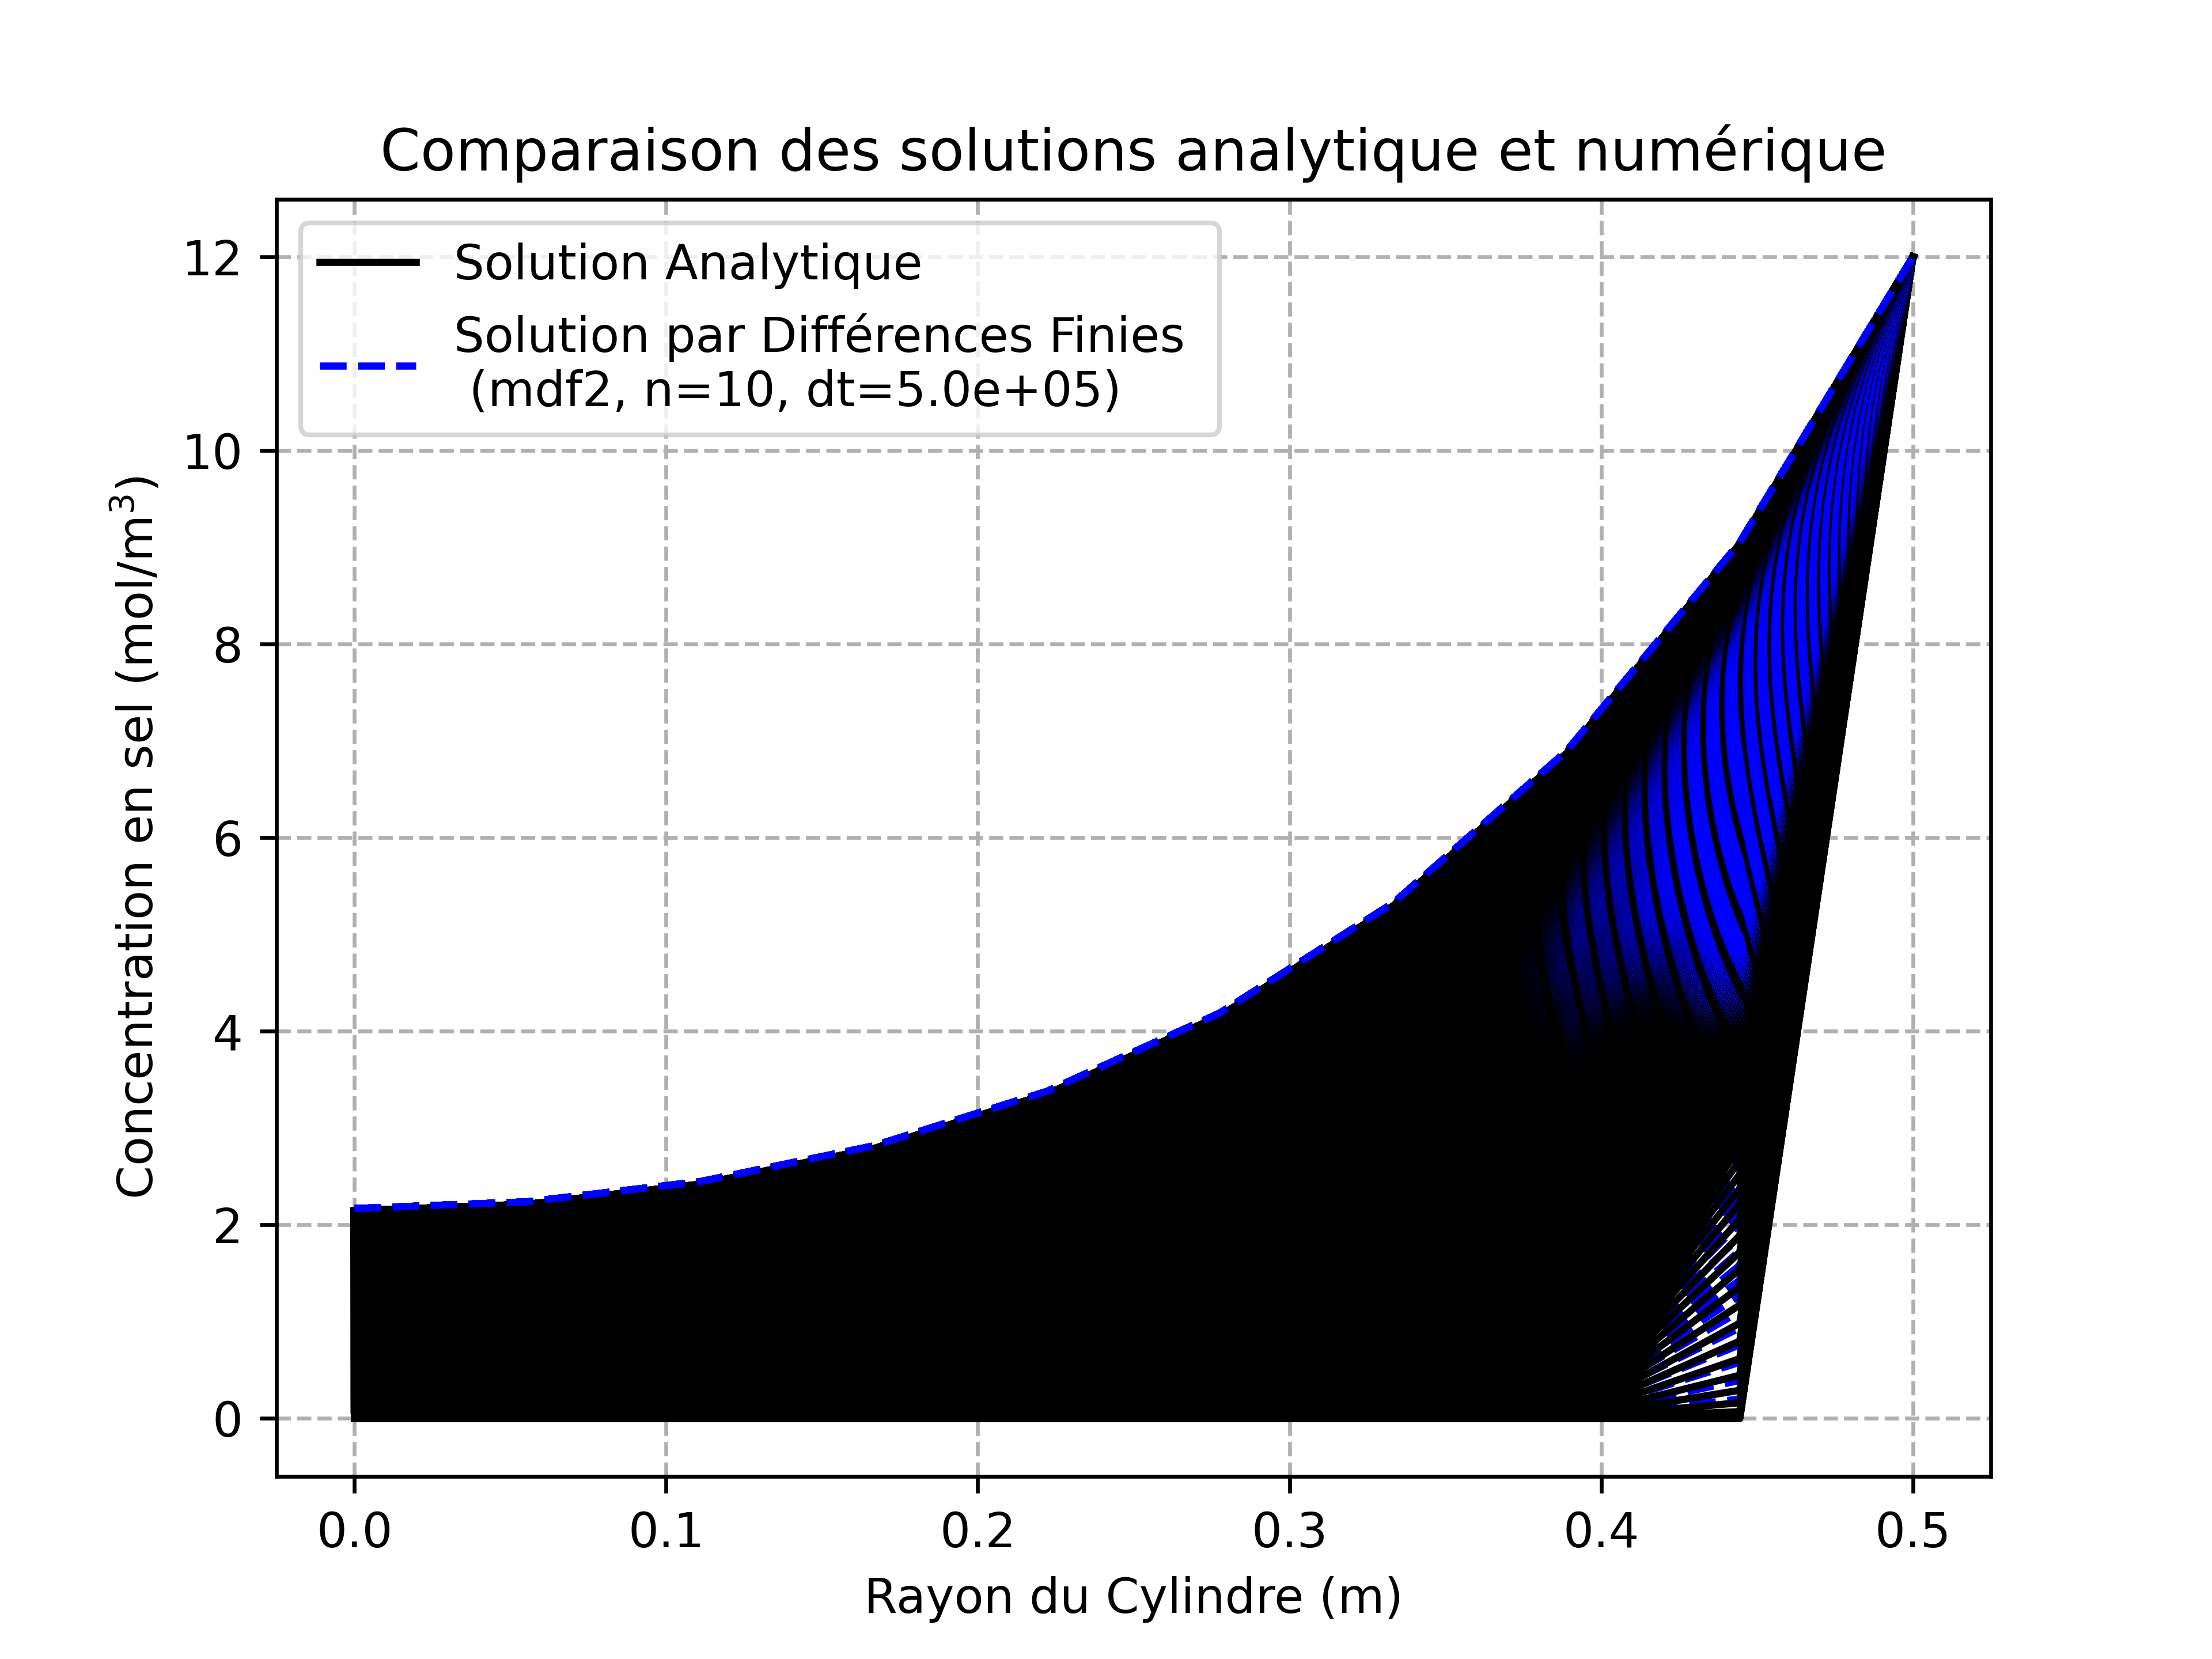 Comparaison des solutions analytique et numérique
Solution Analytique
Solution par Différences Finies
(mdf2, n=10, dt=5.0e+05)
Concentration en sel (mol/m³)
12
10
8
6
4
2
0
0.0 0.1 0.2 0.3 0.4 0.5
Rayon du Cylindre (m)